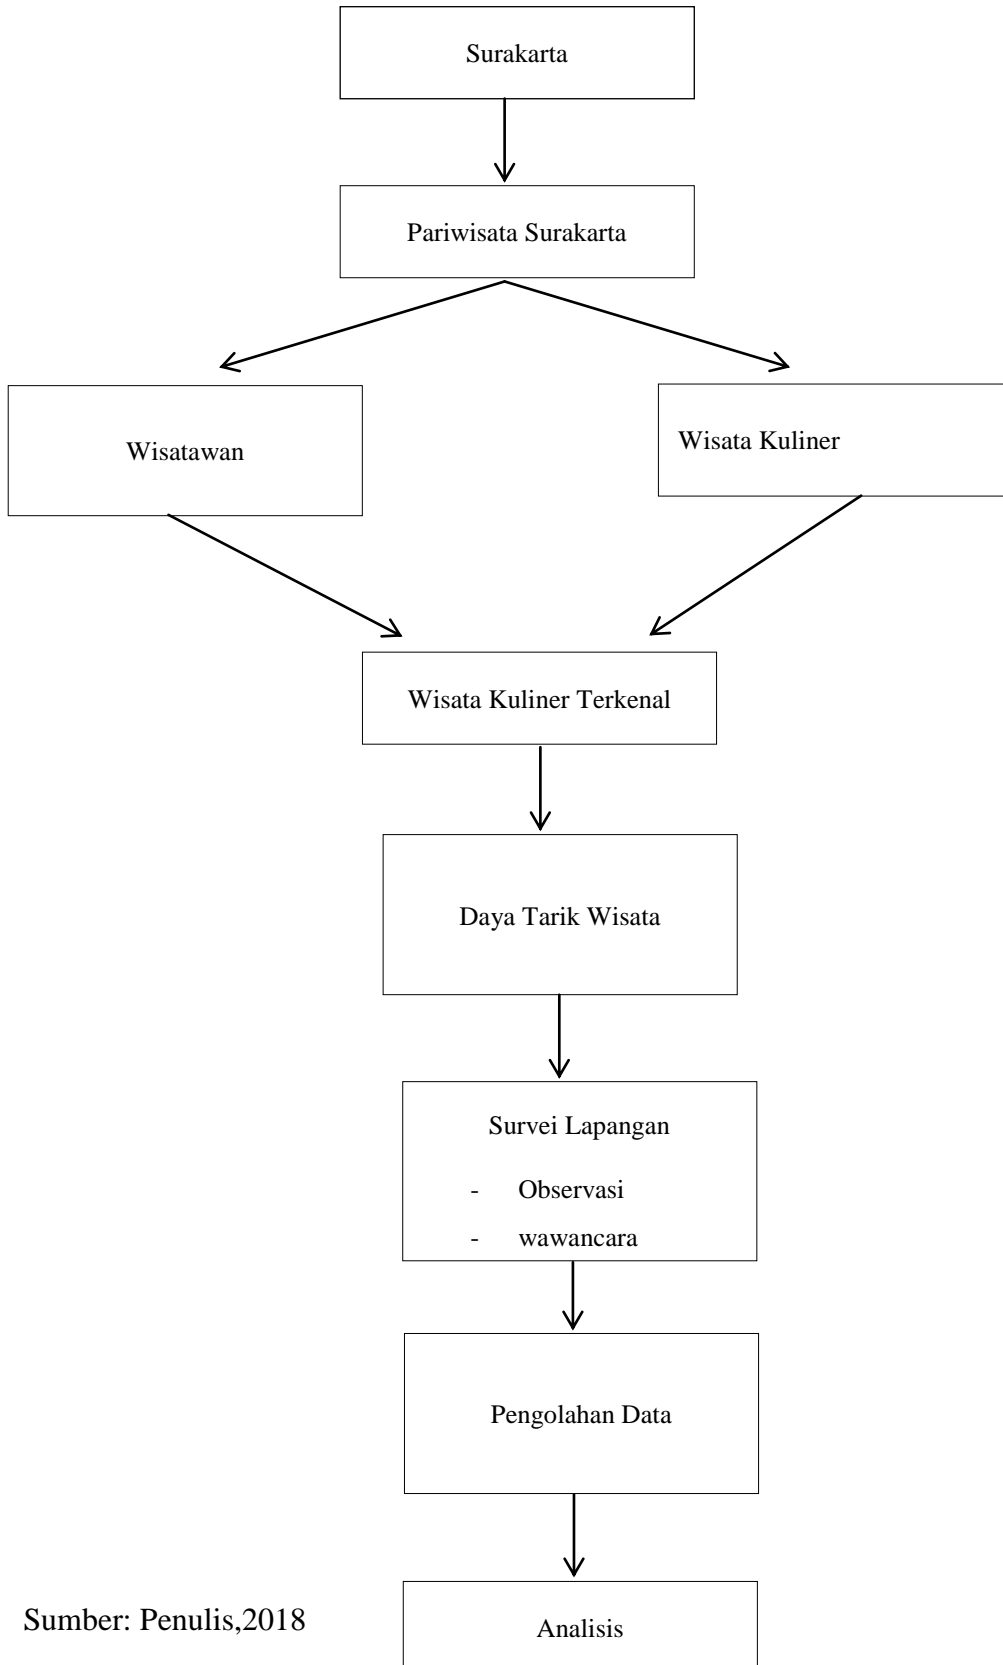 Surakarta
Pariwisata Surakarta
Wisatawan
Wisata Kuliner
Wisata Kuliner Terkenal
Daya Tarik Wisata
Survei Lapangan
- Observasi
- wawancara
Pengolahan Data
Analisis
Sumber: Penulis,2018